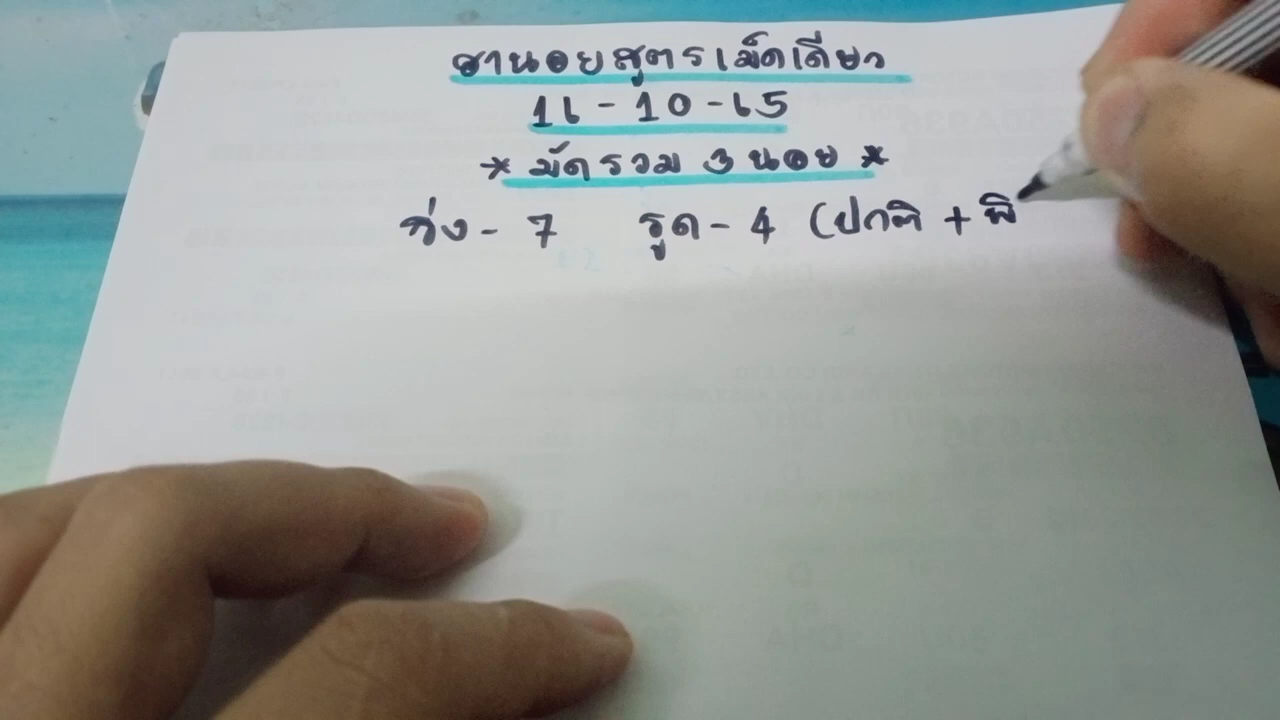 ฮานอยสูตรเม็ดเดียว
16 - 10 - 65
* มัดรวม 3 นอย *
วิ่ง - 7 รูด - 4 (ปกติ + พิ